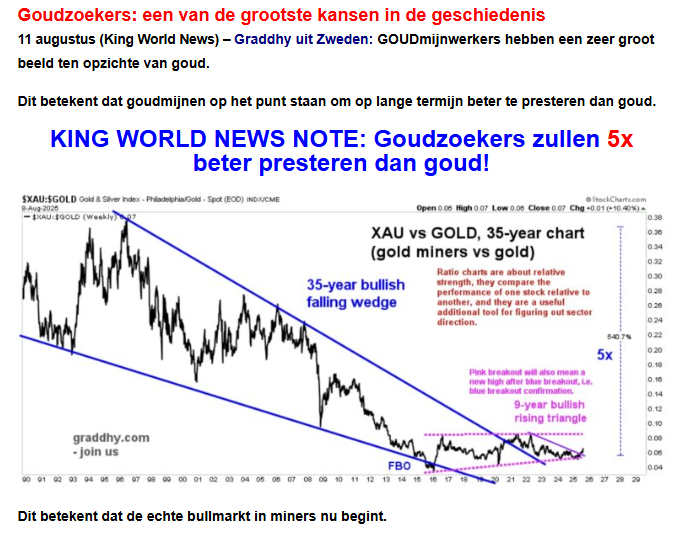 Goudzoekers: een van de grootste kansen in de geschiedenis
11 augustus (King World News) – Graddhy uit Zweden: GOUDmijnwerkers hebben een zeer groot
beeld ten opzichte van goud.
Dit betekent dat goudmijnen op het punt staan om op lange termijn beter te presteren dan goud.
KING WORLD NEWS NOTE: Goudzoekers zullen 5x
beter presteren dan goud!
$XAU:$GOLD Gold & Silver Index - Philadelphia/Gold - Spot (EOD) INDX/CME
© StockCharts.com
8-Aug-2025
Open 0.06 High 0.07 Low 0.06 Close 0.07 Chg +0.01 (+10.40%)
$XAU:$GOLD (Weekly) 0.07
XAU vs GOLD, 35-year chart
(gold miners vs gold)
Ratio charts are about relative
strength, they compare the
performance of one stock relative to
another, and they are a useful
additional tool for figuring out sector
direction.
35-year bullish
falling wedge
540.7%
5x
Pink breakout will also mean a
new high after blue breakout, i.e.
blue breakout confirmation.
9-year bullish
rising triangle
graddhy.com
- join us
FBO
0.38
0.36
0.34
0.32
0.30
0.28
0.26
0.24
0.22
0.20
0.18
0.16
0.14
0.12
0.10
0.08
0.06
0.04
90 91 92 93 94 95 96 97 98 99 00 01 02 03 04 05 06 07 08 09 10 11 12 13 14 15 16 17 18 19 20 21 22 23 24 25 26 27 28 29
Dit betekent dat de echte bullmarkt in miners nu begint.